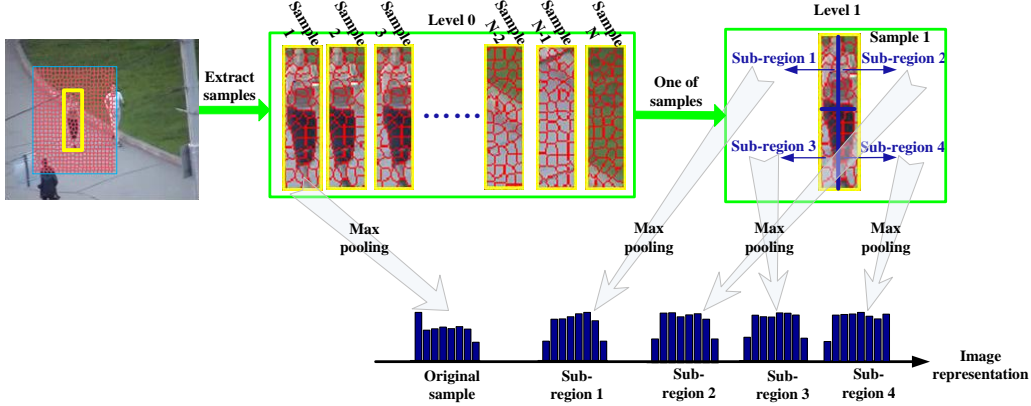 Level 0
Level 1
Sample
1
Sample
2
Sample
3
Sample
N-2
Sample
N-1
Sample
N
Sample 1
Extract
samples
One of
samples
Sub-region 1
Sub-region 2
Sub-region 3
Sub-region 4
Max
pooling
Max
pooling
Max
pooling
Max
pooling
Original
sample
Sub-
region 1
Sub-
region 2
Sub-
region 3
Sub-
region 4
Image
representation